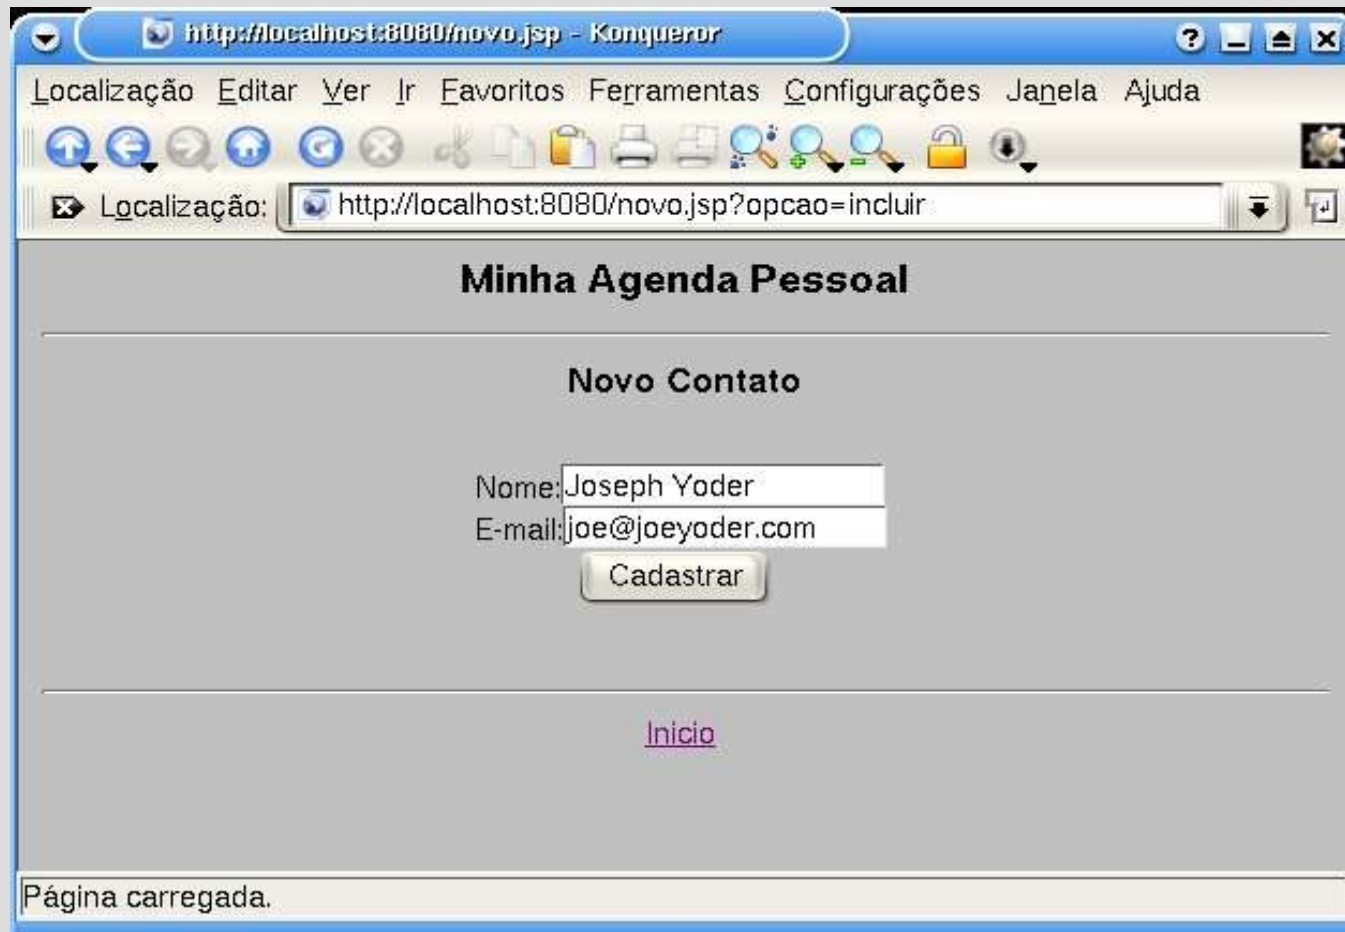 http://localhost:8080/novo.jsp - Konqueror
Localização Editar Ver Ir Favoritos Ferramentas Configurações Janela Ajuda
Localização: http://localhost:8080/novo.jsp?opcao=incluir
Minha Agenda Pessoal
Novo Contato
Nome: Joseph Yoder
E-mail: joe@joeyoder.com
Cadastrar
Inicio
Página carregada.